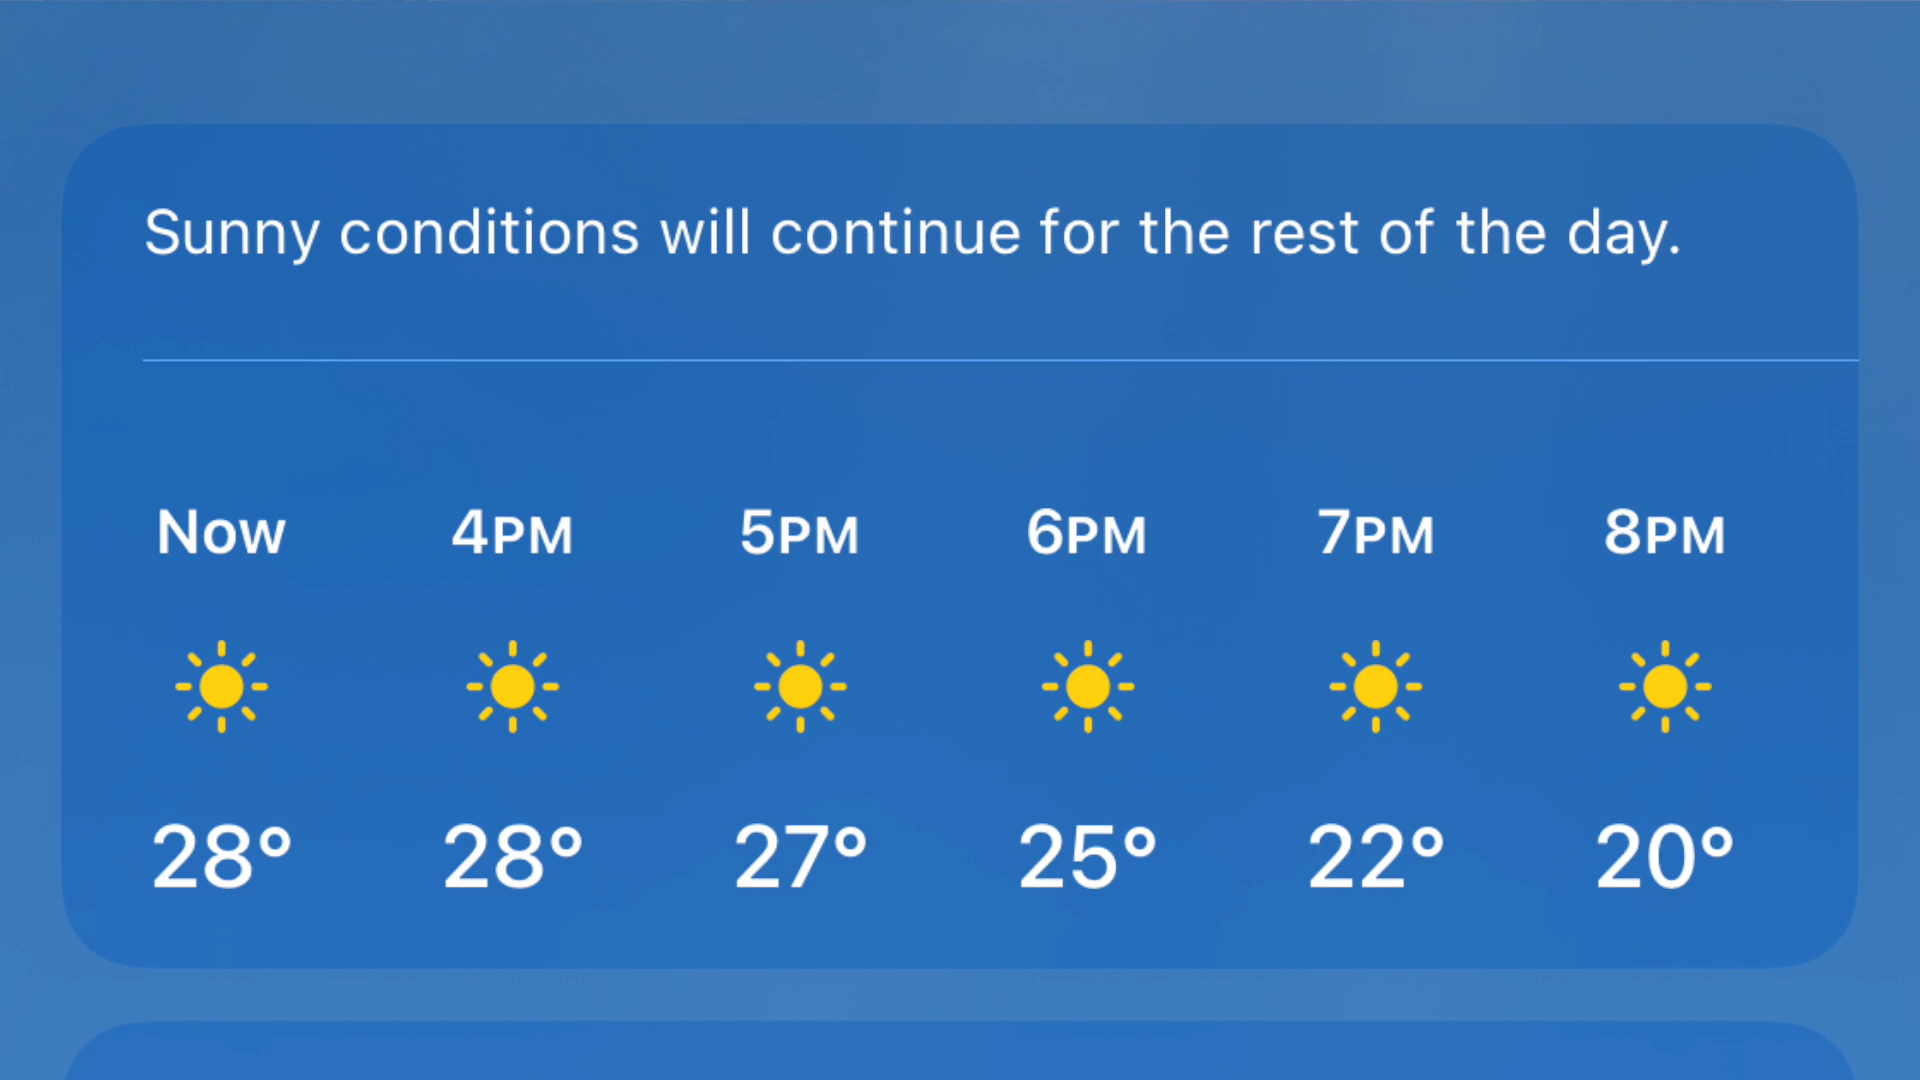 Sunny conditions will continue for the rest of the day.
Now 4PM 5PM 6PM 7PM 8PM
28° 28° 27° 25° 22° 20°